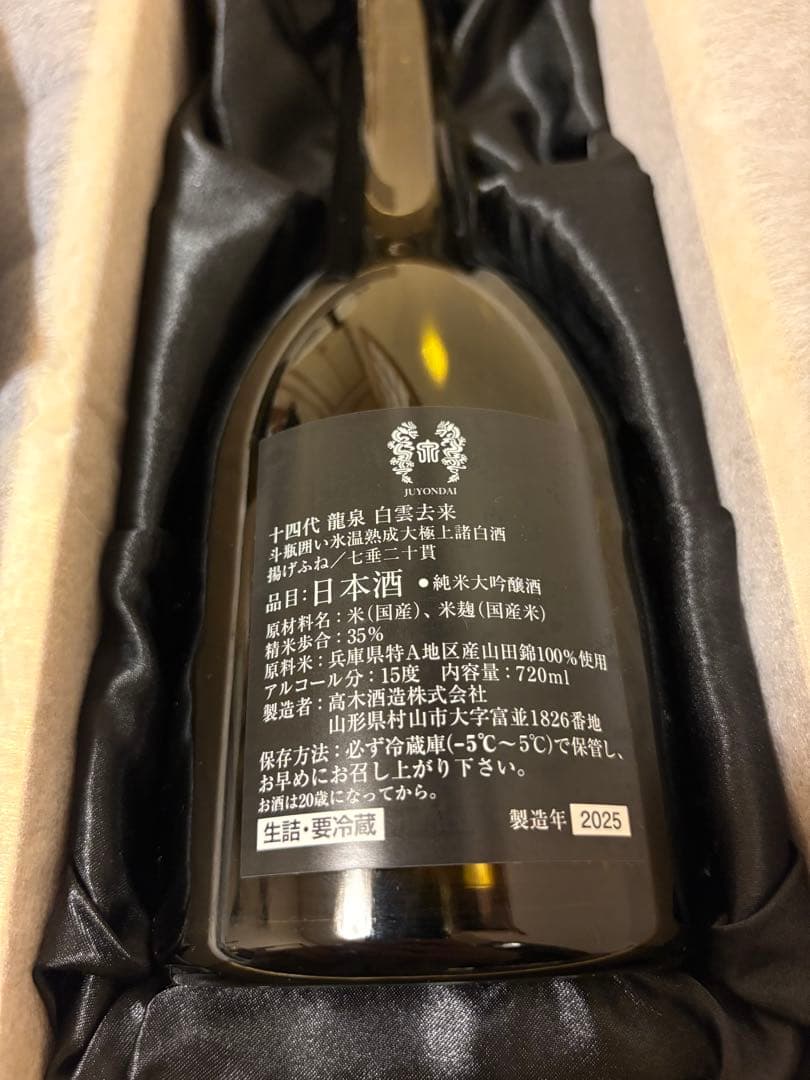 JUYONDAI
十四代 龍泉 白雲去来
斗瓶囲い氷温熟成大極上諸白酒
揚げふね/七垂二十貫
品目:日本酒 •純米大吟醸酒
原材料名:米(国産)、米麹(国産米)
精米歩合:35%
原料米:兵庫県特A地区産山田錦100%使用
アルコール分:15度 内容量:720ml
製造者:高木酒造株式会社
山形県村山市大字富並1826番地
保存方法:必ず冷蔵庫(-5℃~5℃)で保管し、
お早めにお召し上がり下さい。
お酒は20歳になってから。
生詰・要冷蔵 製造年 2025